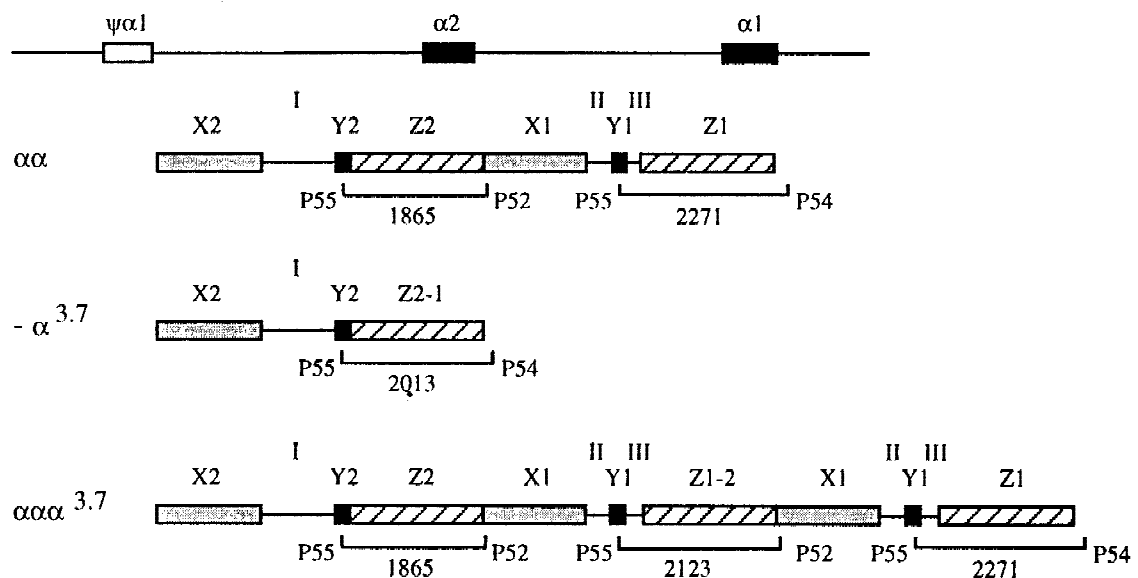 ψα1 α2 α1
I II III
X2 Y2 Z2 X1 Y1 Z1
αα
P55 1865 P52 P55 2271 P54
I
X2 Y2 Z2-1
- α 3.7
P55 2013 P54
I II III II III
X2 Y2 Z2 X1 Y1 Z1-2 X1 Y1 Z1
ααα 3.7
P55 1865 P52 P55 2123 P52 P55 2271 P54